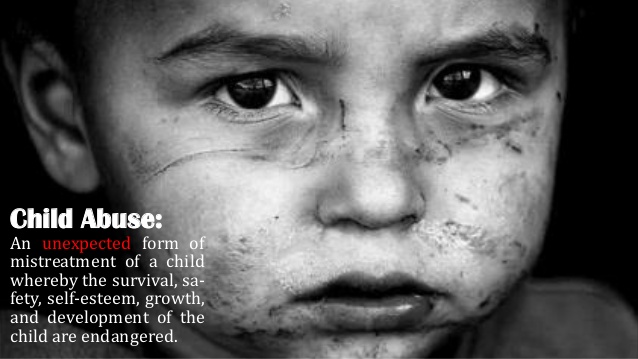 Child Abuse:
An unexpected form of
mistreatment of a child
whereby the survival, sa-
fety, self-esteem, growth,
and development of the
child are endangered.